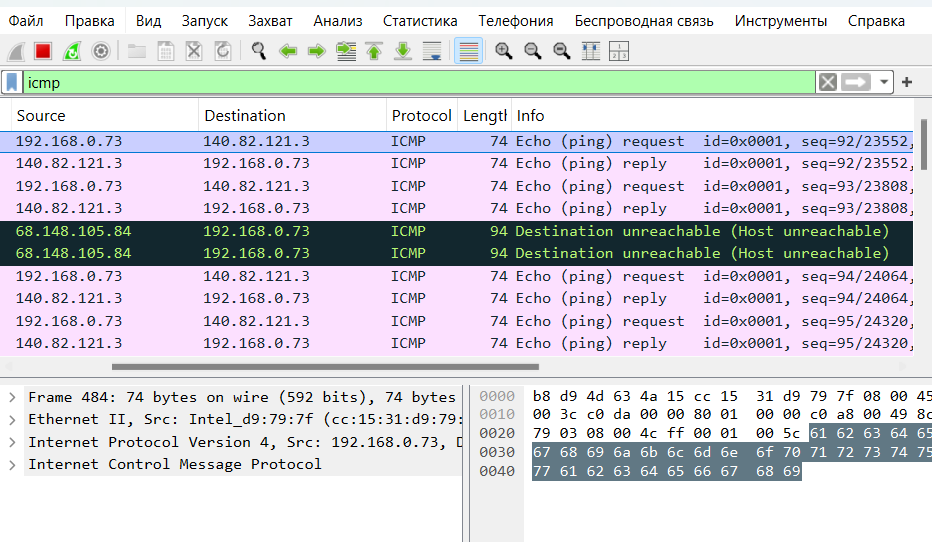 Файл Правка Вид Запуск Захват Анализ Статистика Телефония Беспроводная связь Инструменты Справка
icmp
Source Destination Protocol Lengtl Info
192.168.0.73 140.82.121.3 ICMP 74 Echo (ping) request id=0x0001, seq=92/23552,
140.82.121.3 192.168.0.73 ICMP 74 Echo (ping) reply id=0x0001, seq=92/23552,
192.168.0.73 140.82.121.3 ICMP 74 Echo (ping) request id=0x0001, seq=93/23808,
140.82.121.3 192.168.0.73 ICMP 74 Echo (ping) reply id=0x0001, seq=93/23808,
68.148.105.84 192.168.0.73 ICMP 94 Destination unreachable (Host unreachable)
68.148.105.84 192.168.0.73 ICMP 94 Destination unreachable (Host unreachable)
192.168.0.73 140.82.121.3 ICMP 74 Echo (ping) request id=0x0001, seq=94/24064,
140.82.121.3 192.168.0.73 ICMP 74 Echo (ping) reply id=0x0001, seq=94/24064,
192.168.0.73 140.82.121.3 ICMP 74 Echo (ping) request id=0x0001, seq=95/24320,
140.82.121.3 192.168.0.73 ICMP 74 Echo (ping) reply id=0x0001, seq=95/24320,
Frame 484: 74 bytes on wire (592 bits), 74 bytes
Ethernet II, Src: Intel_d9:79:7f (cc:15:31:d9:79:
Internet Protocol Version 4, Src: 192.168.0.73, D
Internet Control Message Protocol
0000 b8 d9 4d 63 4a 15 cc 15 31 d9 79 7f 08 00 45
0010 00 3c c0 da 00 00 80 01 00 00 c0 a8 00 49 8c
0020 79 03 08 00 4c ff 00 01 00 5c 61 62 63 64 65
0030 67 68 69 6a 6b 6c 6d 6e 6f 70 71 72 73 74 75
0040 77 61 62 63 64 65 66 67 68 69